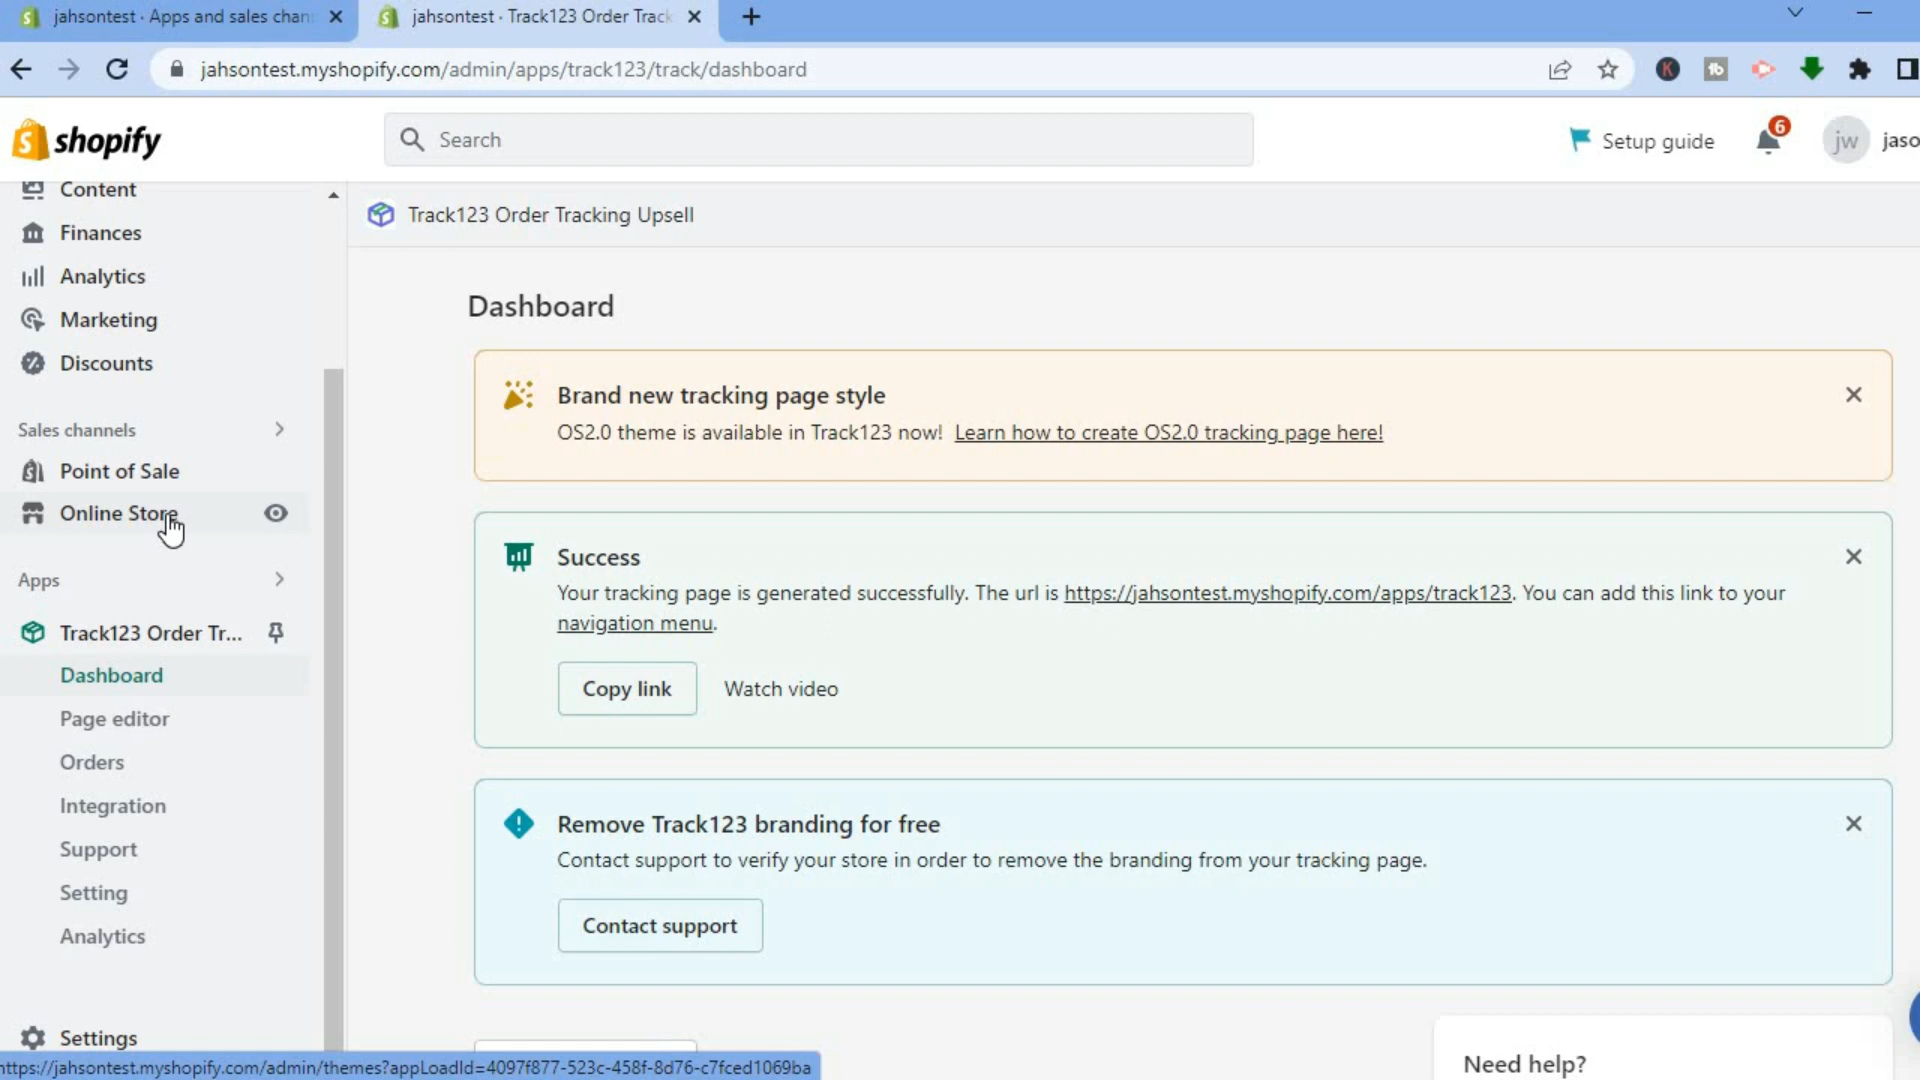 jahsontest · Apps and sales chan
jahsontest · Track123 Order Track
jahsontest.myshopify.com/admin/apps/track123/track/dashboard
shopify
Search
Setup guide
6
jw
jaso
Content
Finances
Analytics
Marketing
Discounts
Sales channels
Point of Sale
Online Store
Apps
Track123 Order Tr...
Dashboard
Page editor
Orders
Integration
Support
Setting
Analytics
Settings
Track123 Order Tracking Upsell
Dashboard
Brand new tracking page style
OS2.0 theme is available in Track123 now! Learn how to create OS2.0 tracking page here!
Success
Your tracking page is generated successfully. The url is https://jahsontest.myshopify.com/apps/track123. You can add this link to your
navigation menu.
Copy link
Watch video
Remove Track123 branding for free
Contact support to verify your store in order to remove the branding from your tracking page.
Contact support
Need help?
https://jahsontest.myshopify.com/admin/themes?appLoadId=4097f877-523c-458f-8d76-c7fced1069ba